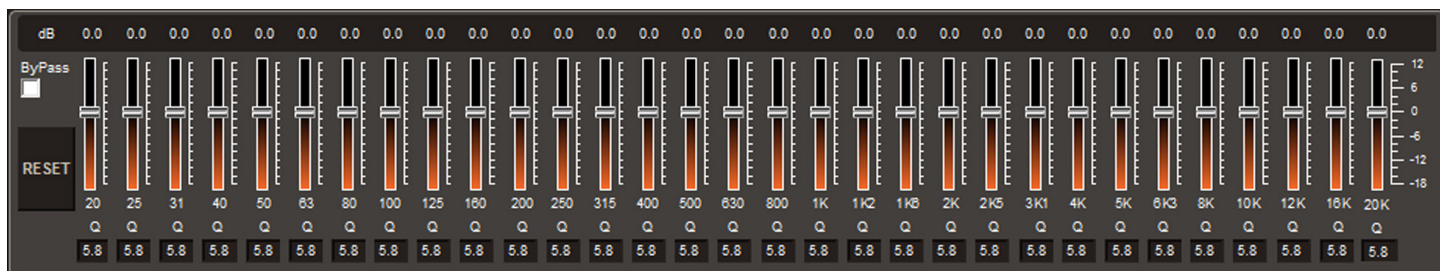 dB 0.0 0.0 0.0 0.0 0.0 0.0 0.0 0.0 0.0 0.0 0.0 0.0 0.0 0.0 0.0 0.0 0.0 0.0 0.0 0.0 0.0 0.0 0.0 0.0 0.0 0.0 0.0 0.0 0.0 0.0 0.0
ByPass
12
6
0
-6
-12
-18
RESET
20 25 31 40 50 63 80 100 125 160 200 250 315 400 500 630 800 1K 1K2 1K6 2K 2K5 3K1 4K 5K 6K3 8K 10K 12K 16K 20K
Q Q Q Q Q Q Q Q Q Q Q Q Q Q Q Q Q Q Q Q Q Q Q Q Q Q Q Q Q Q Q
5.8 5.8 5.8 5.8 5.8 5.8 5.8 5.8 5.8 5.8 5.8 5.8 5.8 5.8 5.8 5.8 5.8 5.8 5.8 5.8 5.8 5.8 5.8 5.8 5.8 5.8 5.8 5.8 5.8 5.8 5.8